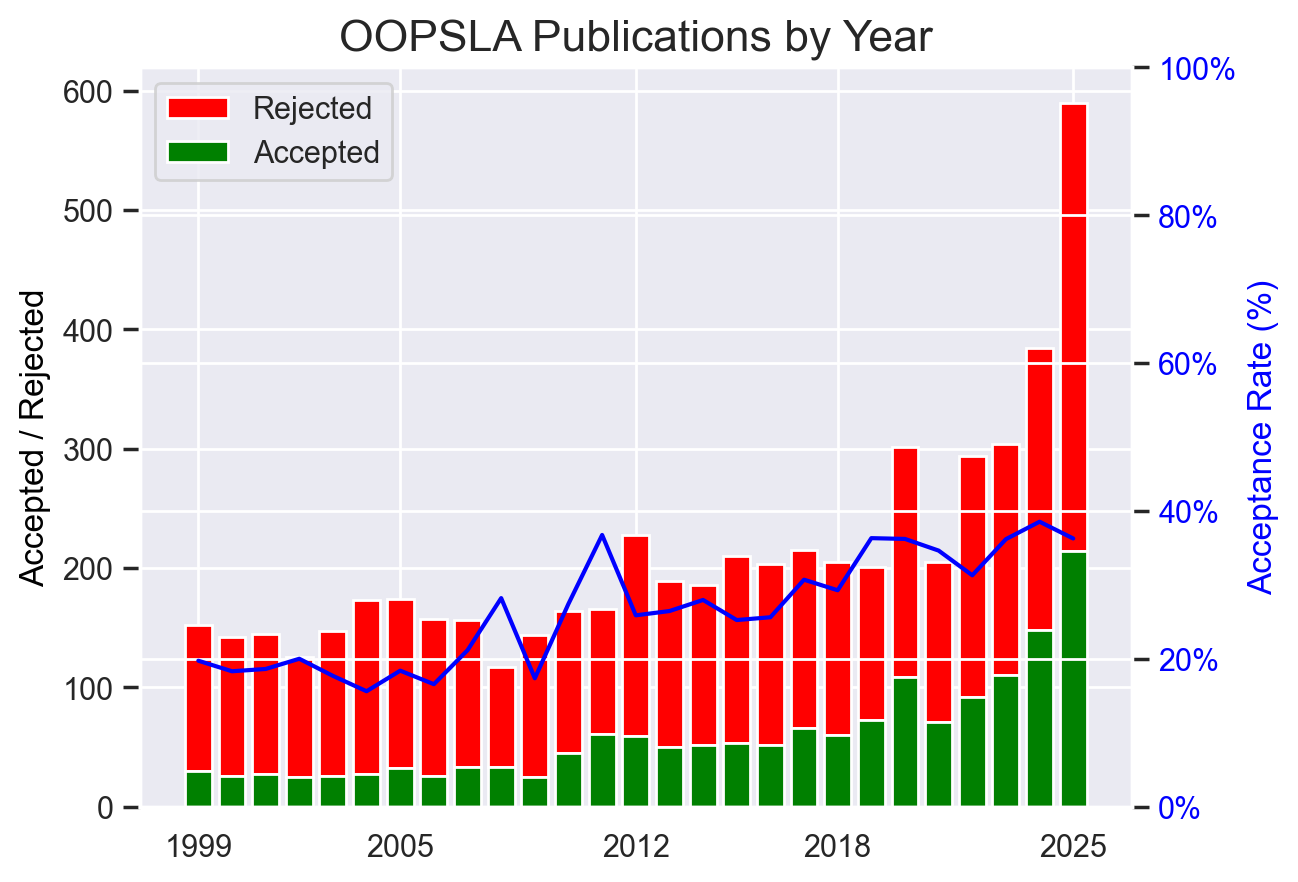 OOPSLA Publications by Year
Rejected
Accepted
600
500
400
300
200
100
0
Accepted / Rejected
100%
80%
60%
40%
20%
0%
Acceptance Rate (%)
1999 2005 2012 2018 2025